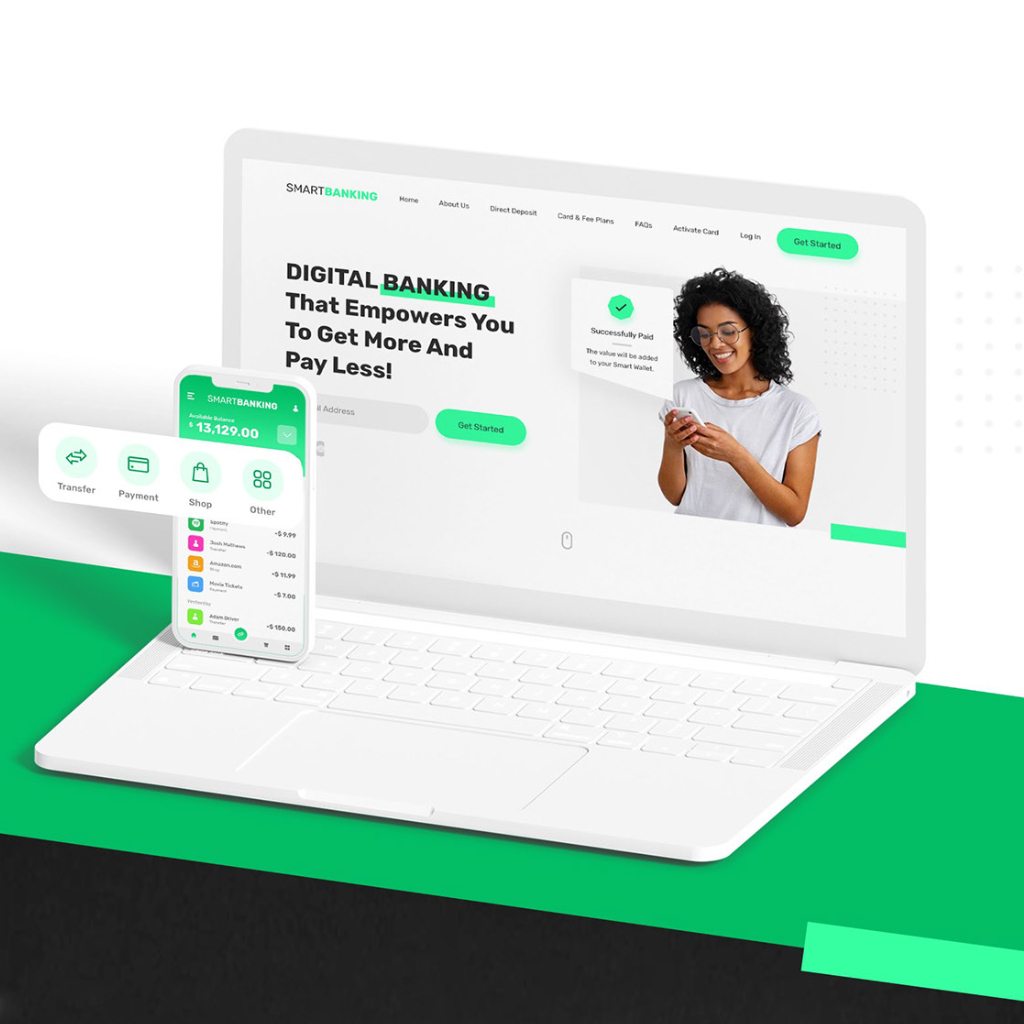 SMARTBANKING
Home
About Us
Direct Deposit
Card & Fee Plans
FAQs
Activate Card
Log In
Get Started
DIGITAL BANKING
That Empowers You
To Get More And
Pay Less!
Address
Get Started
Successfully Paid
The value will be added
to your Smart Wallet.
SMARTBANKING
Available Balance
$ 13,129.00
Transfer
Payment
Shop
Other
Spotify
-$ 9.99
Josh Matthews
Transfer
-$ 120.00
Amazon.com
Shop
-$ 11.99
Movie Tickets
Payment
-$ 7.00
Yesterday
Adam Driver
Transfer
-$ 150.00